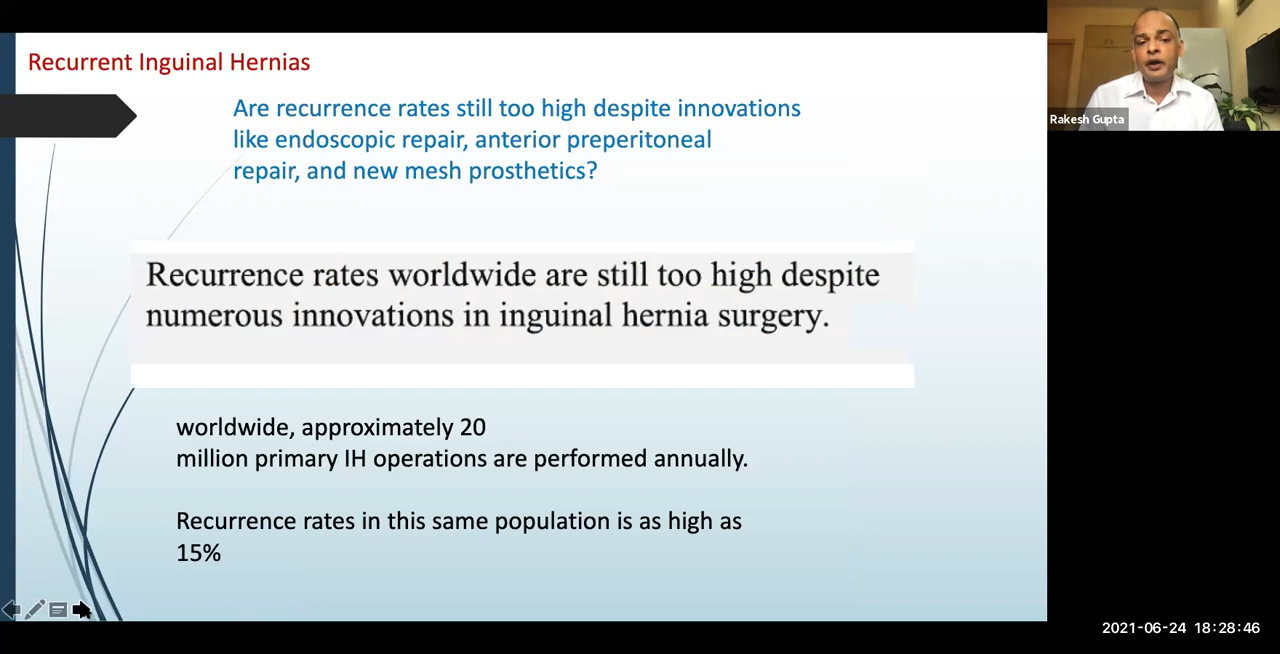 Recurrent Inguinal Hernias
Are recurrence rates still too high despite innovations
like endoscopic repair, anterior preperitoneal
repair, and new mesh prosthetics?
Recurrence rates worldwide are still too high despite
numerous innovations in inguinal hernia surgery.
worldwide, approximately 20
million primary IH operations are performed annually.
Recurrence rates in this same population is as high as
15%
Rakesh Gupta
2021-06-24 18:28:46